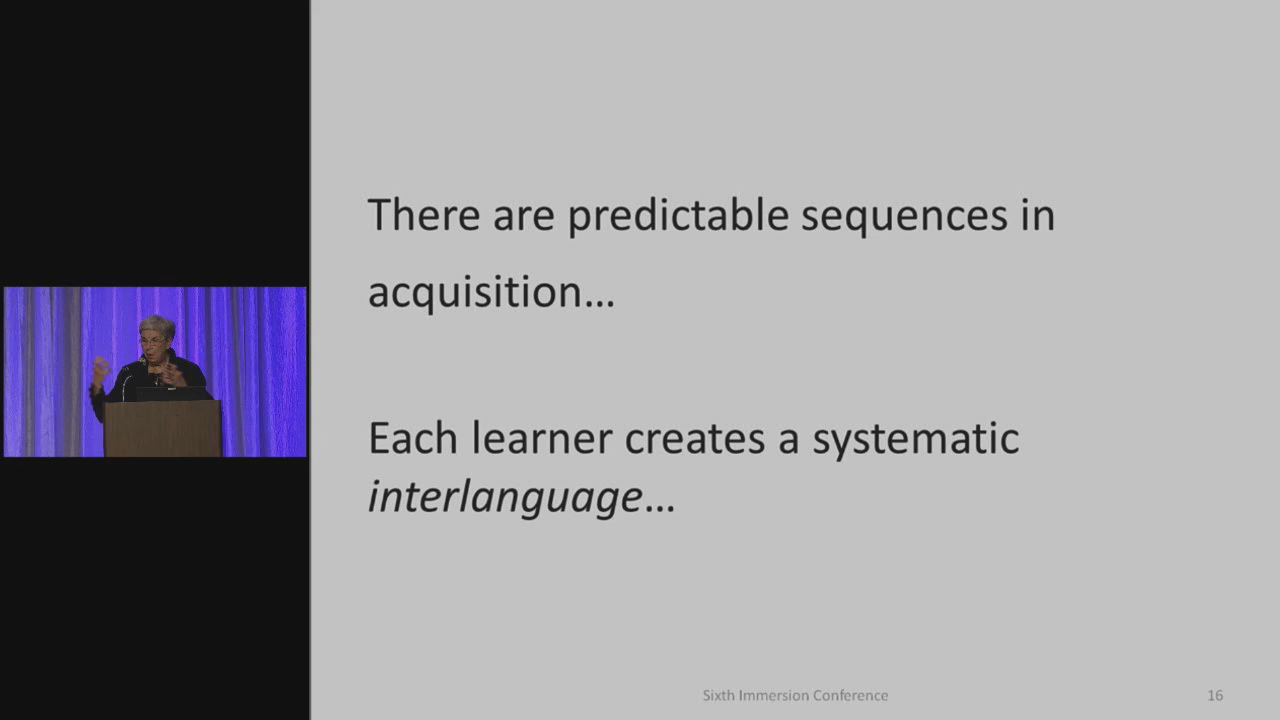 There are predictable sequences in
acquisition…
Each learner creates a systematic
interlanguage…
Sixth Immersion Conference
16